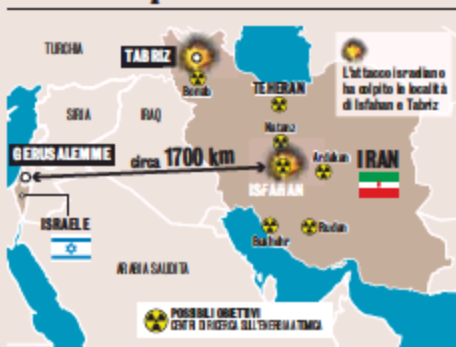 TURCHIA
TABRIZ
Bonab
TEHERAN
L'attacco israeliano
ha colpito le località
di Isfahan e Tabriz
SIRIA
IRAQ
Natanz
GERUSALEMME
circa 1700 km
Ardakan
IRAN
ISFAHAN
ISRAELE
Bushehr
ARABIA SAUDITA
POSSIBILI OBIETTIVI
CENTRI DI RICERCA SULL'ENERGIA ATOMICA